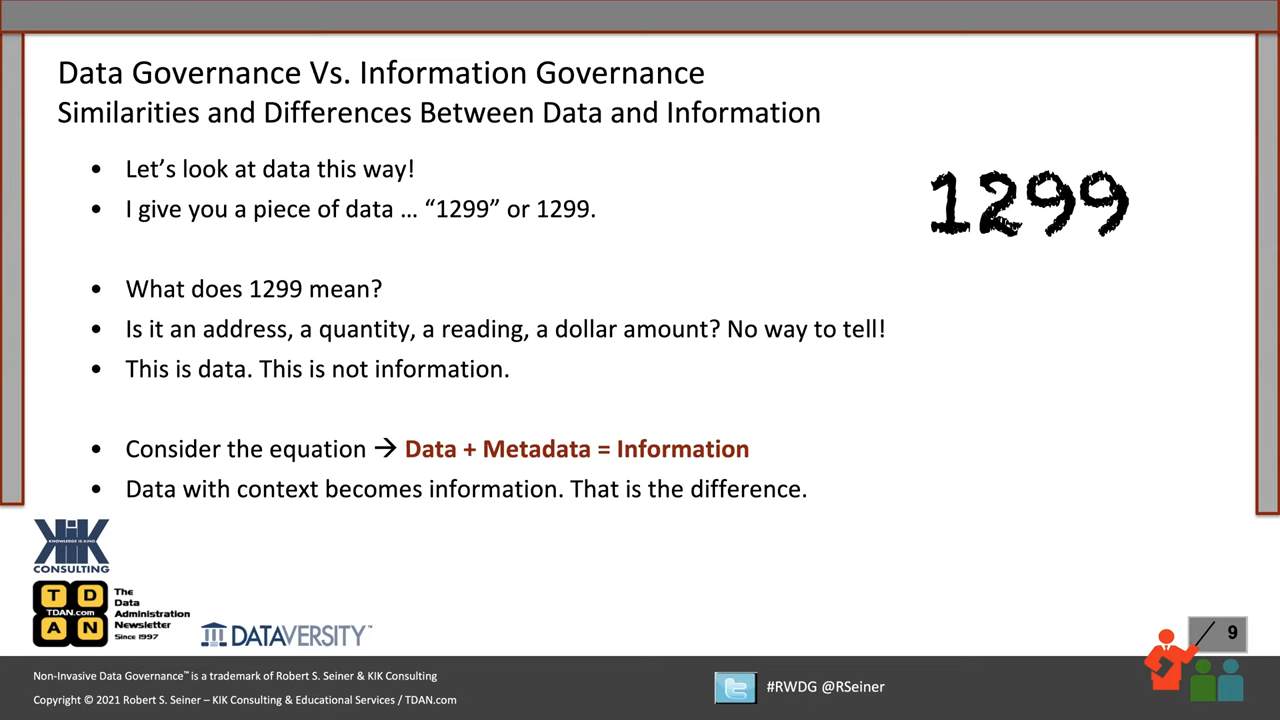 Data Governance Vs. Information Governance
Similarities and Differences Between Data and Information
• Let’s look at data this way!
• I give you a piece of data … “1299” or 1299.
1299
• What does 1299 mean?
• Is it an address, a quantity, a reading, a dollar amount? No way to tell!
• This is data. This is not information.
• Consider the equation → Data + Metadata = Information
• Data with context becomes information. That is the difference.
KIK
KNOWLEDGE IS KING
CONSULTING
T D
TDAN.com
A N
The
Data
Administration
Newsletter
Since 1997
DATAVERSITY™
9
Non-Invasive Data Governance™ is a trademark of Robert S. Seiner & KIK Consulting
Copyright © 2021 Robert S. Seiner – KIK Consulting & Educational Services / TDAN.com
#RWDG @RSeiner